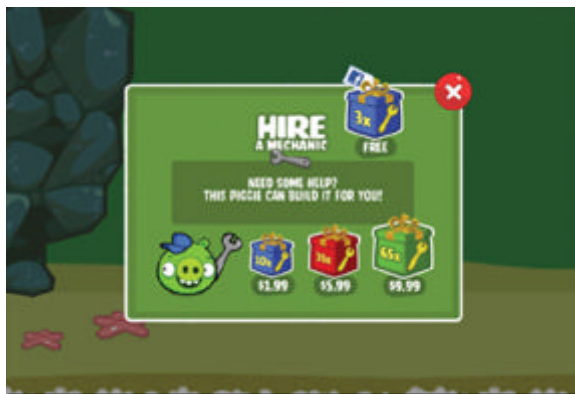 3x
FREE
HIRE
A MECHANIC
NEED SOME HELP?
THIS PIGGIE CAN BUILD IT FOR YOU!
10x
65x
$1.99
$5.99
$9.99